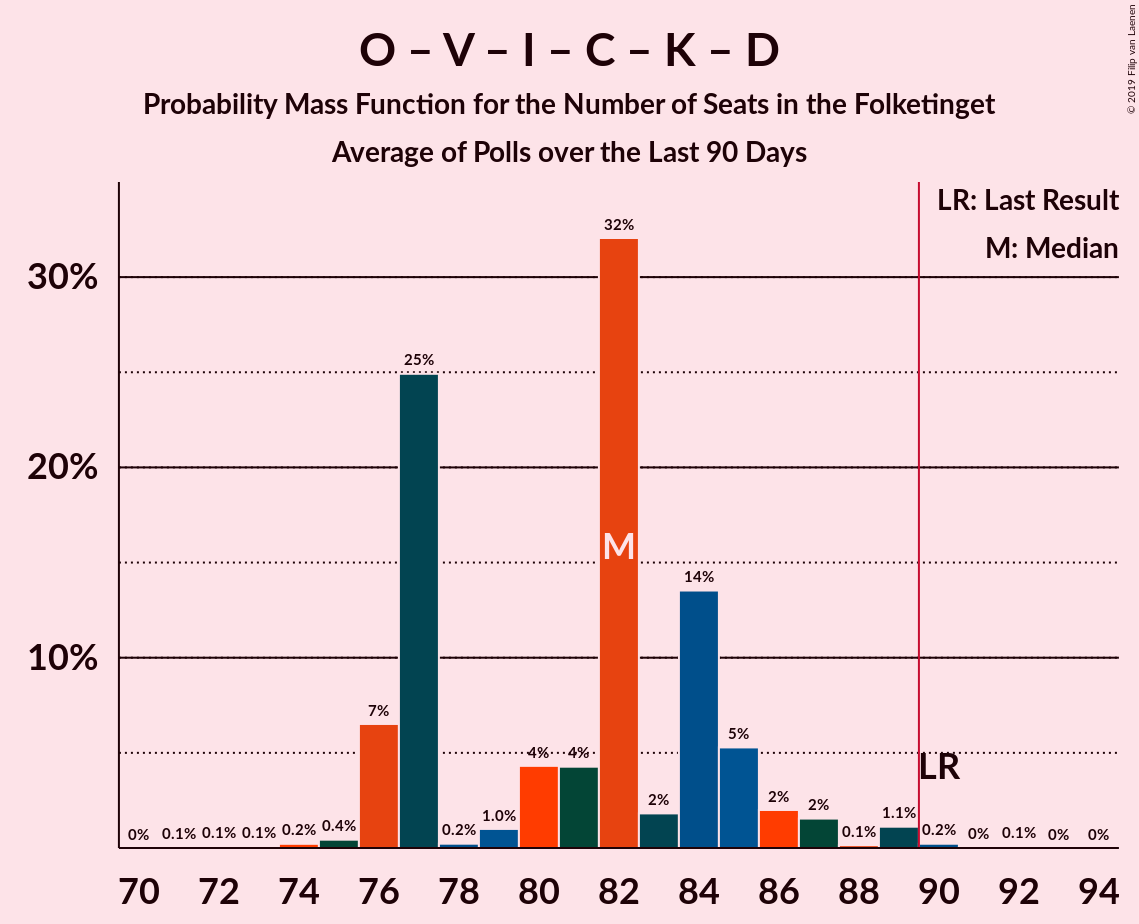 O – V – I – C – K – D
Probability Mass Function for the Number of Seats in the Folketinget
Average of Polls over the Last 90 Days
© 2019 Filip van Laenen
LR: Last Result
M: Median
30%
20%
10%
0% 0.1% 0.1% 0.1% 0.2% 0.4% 7% 25% 0.2% 1.0% 4% 4% 32% 2% 14% 5% 2% 2% 0.1% 1.1% 0.2% 0% 0.1% 0% 0%
M
LR
70 72 74 76 78 80 82 84 86 88 90 92 94